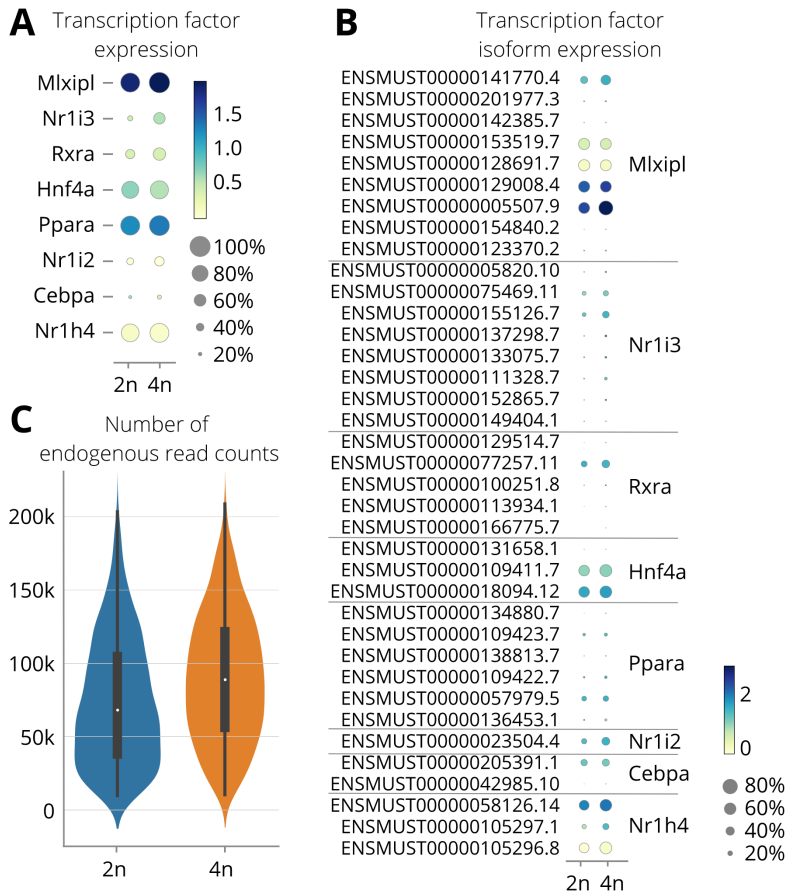 A
Transcription factor
expression
Mlxipl
Nr1i3
Rxra
Hnf4a
Ppara
Nr1i2
Cebpa
Nr1h4
2n 4n
1.5
1.0
0.5
100%
80%
60%
40%
20%
B
Transcription factor
isoform expression
ENSMUST00000141770.4
ENSMUST00000201977.3
ENSMUST00000142385.7
ENSMUST00000153519.7
ENSMUST00000128691.7
ENSMUST00000129008.4
ENSMUST00000005507.9
ENSMUST00000154840.2
ENSMUST00000123370.2
Mlxipl
ENSMUST00000005820.10
ENSMUST00000075469.11
ENSMUST00000155126.7
ENSMUST00000137298.7
ENSMUST00000133075.7
ENSMUST00000111328.7
ENSMUST00000152865.7
ENSMUST00000149404.1
Nr1i3
ENSMUST00000129514.7
ENSMUST00000077257.11
ENSMUST00000100251.8
ENSMUST00000113934.1
ENSMUST00000166775.7
Rxra
ENSMUST00000131658.1
ENSMUST00000109411.7
ENSMUST00000018094.12
Hnf4a
ENSMUST00000134880.7
ENSMUST00000109423.7
ENSMUST00000138813.7
ENSMUST00000109422.7
ENSMUST00000057979.5
ENSMUST00000136453.1
Ppara
ENSMUST00000023504.4
Nr1i2
ENSMUST00000205391.1
ENSMUST00000042985.10
Cebpa
ENSMUST00000058126.14
ENSMUST00000105297.1
ENSMUST00000105296.8
Nr1h4
2n 4n
2
0
80%
60%
40%
20%
C
Number of
endogenous read counts
200k
150k
100k
50k
0
2n 4n